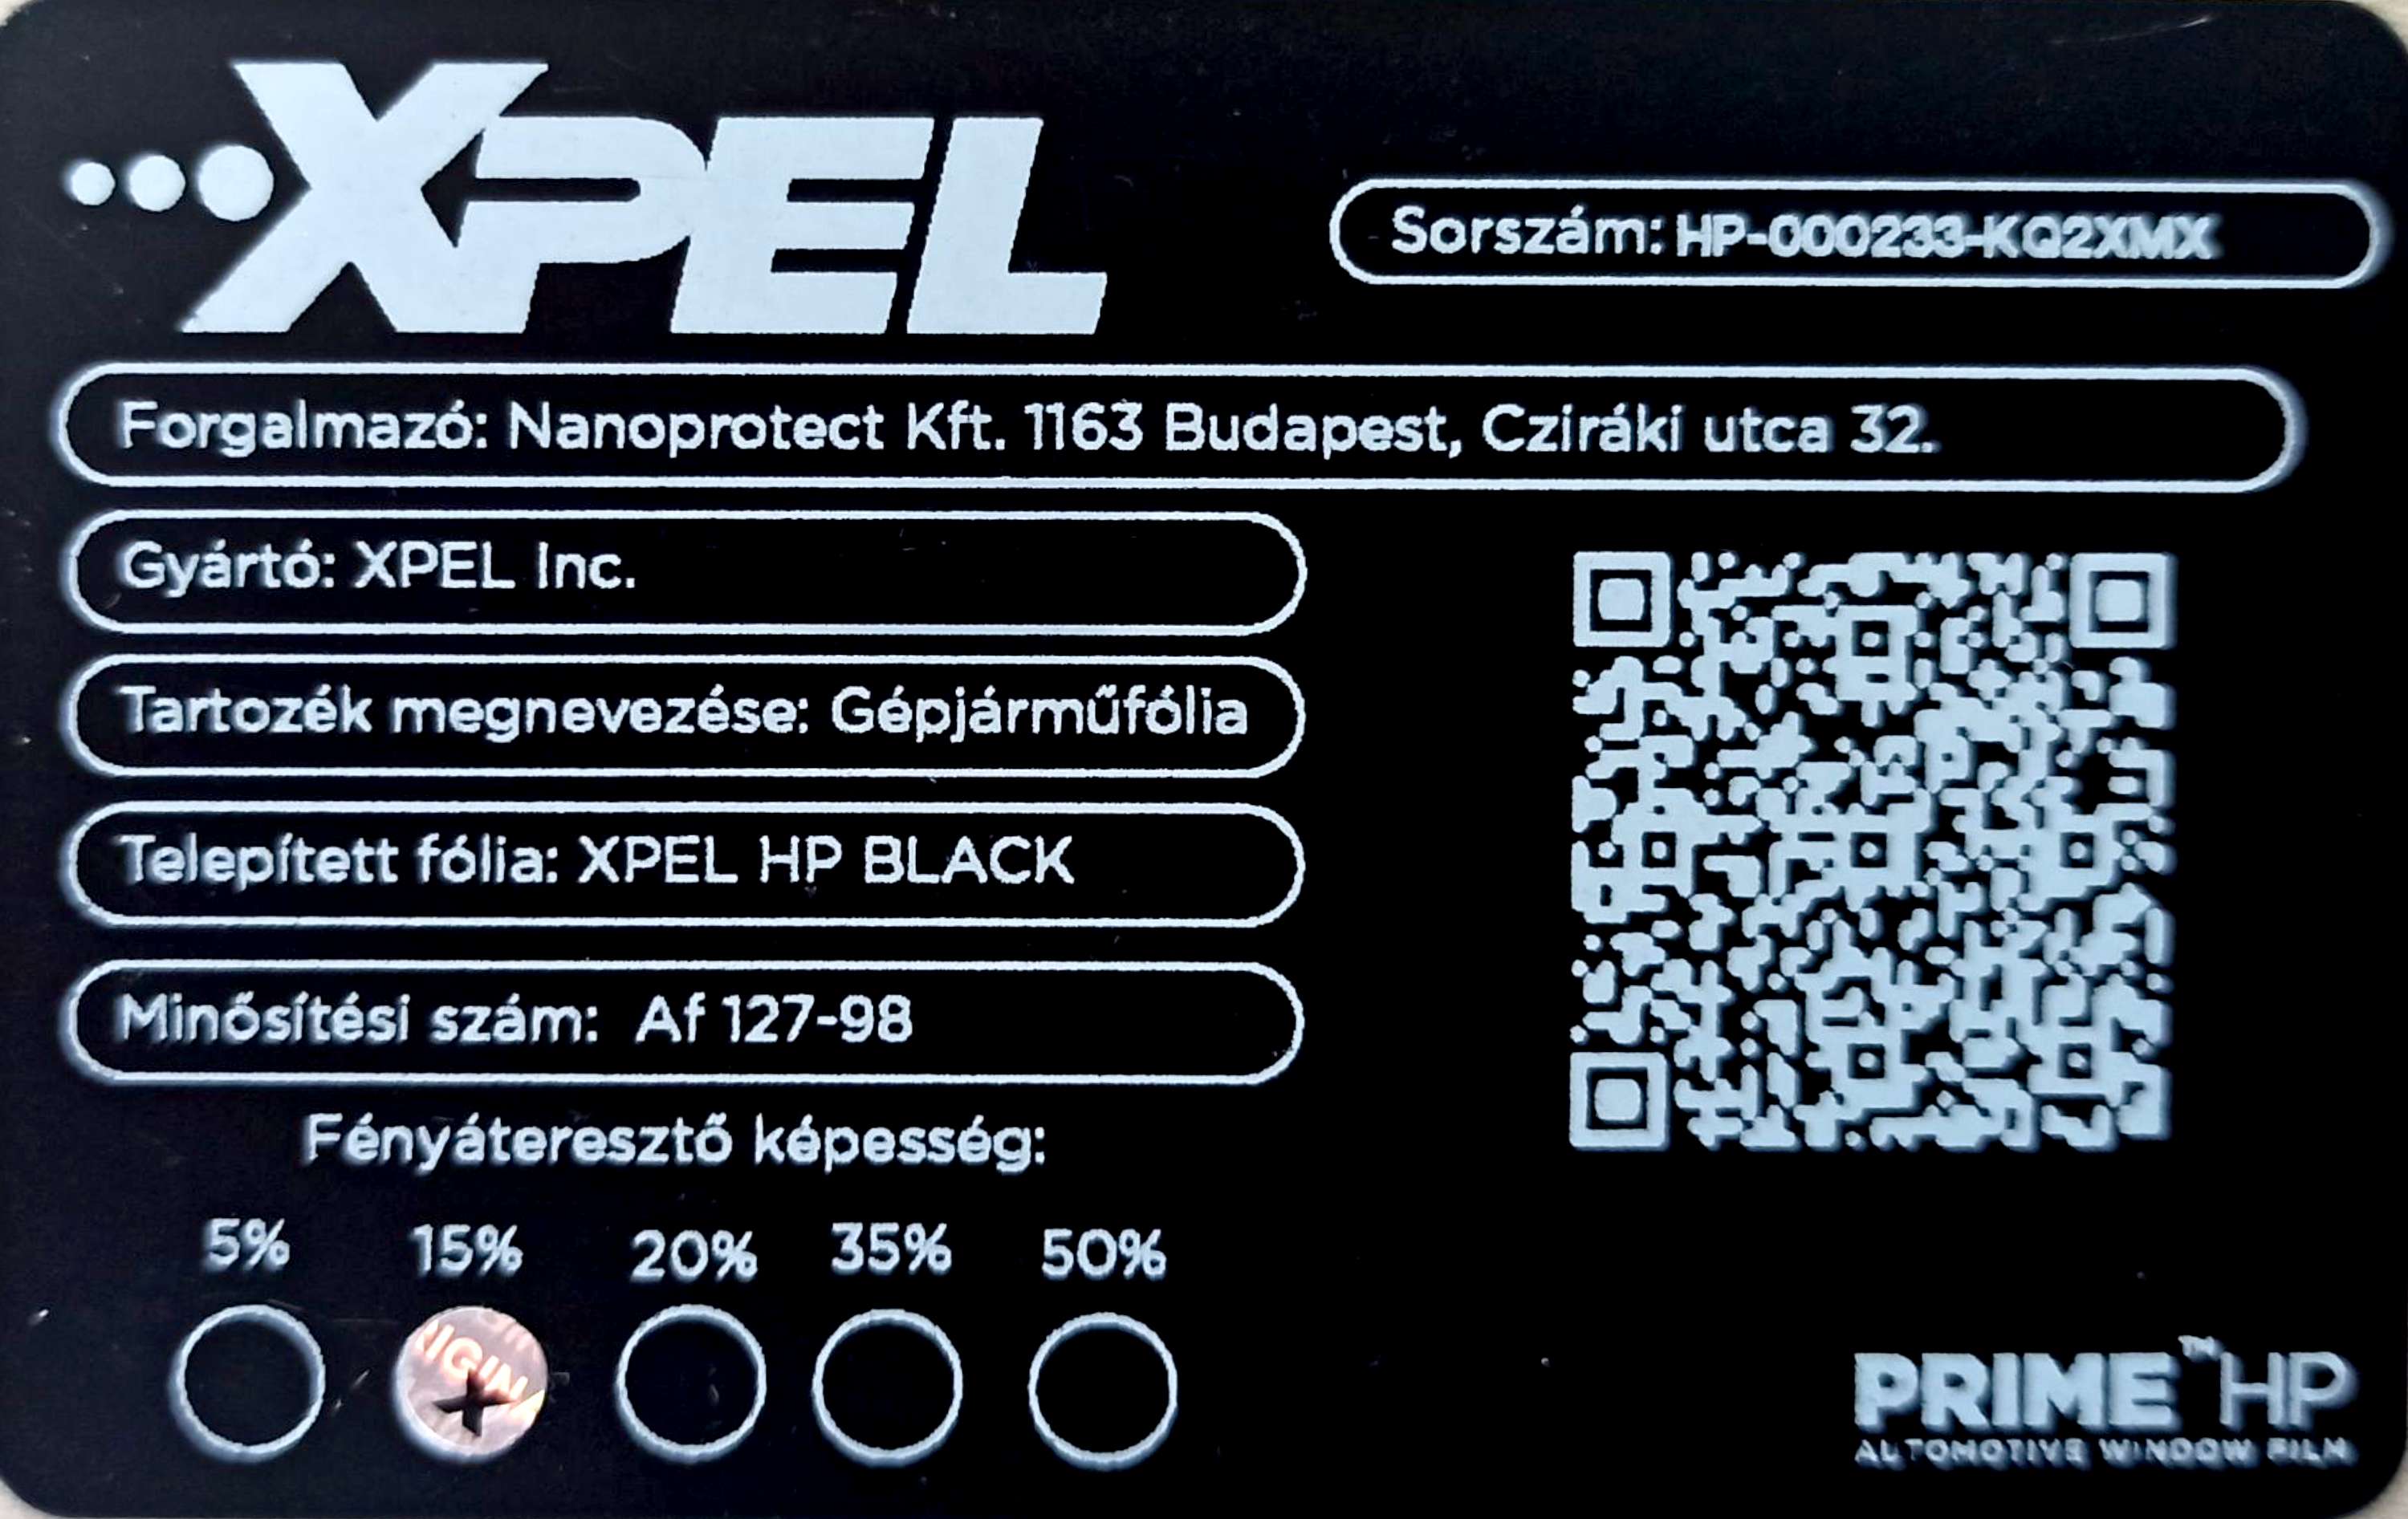 XPEL
Sorszám: HP-000233-KQ2XMX
Forgalmazó: Nanoprotect Kft. 1163 Budapest, Cziráki utca 32.
Gyártó: XPEL Inc.
Tartozék megnevezése: Gépjárműfólia
Telepített fólia: XPEL HP BLACK
Minősítési szám: Af 127-98
Fényáteresztő képesség:
5% 15% 20% 35% 50%
X
PRIME™ HP
AUTOMOTIVE WINDOW FILM